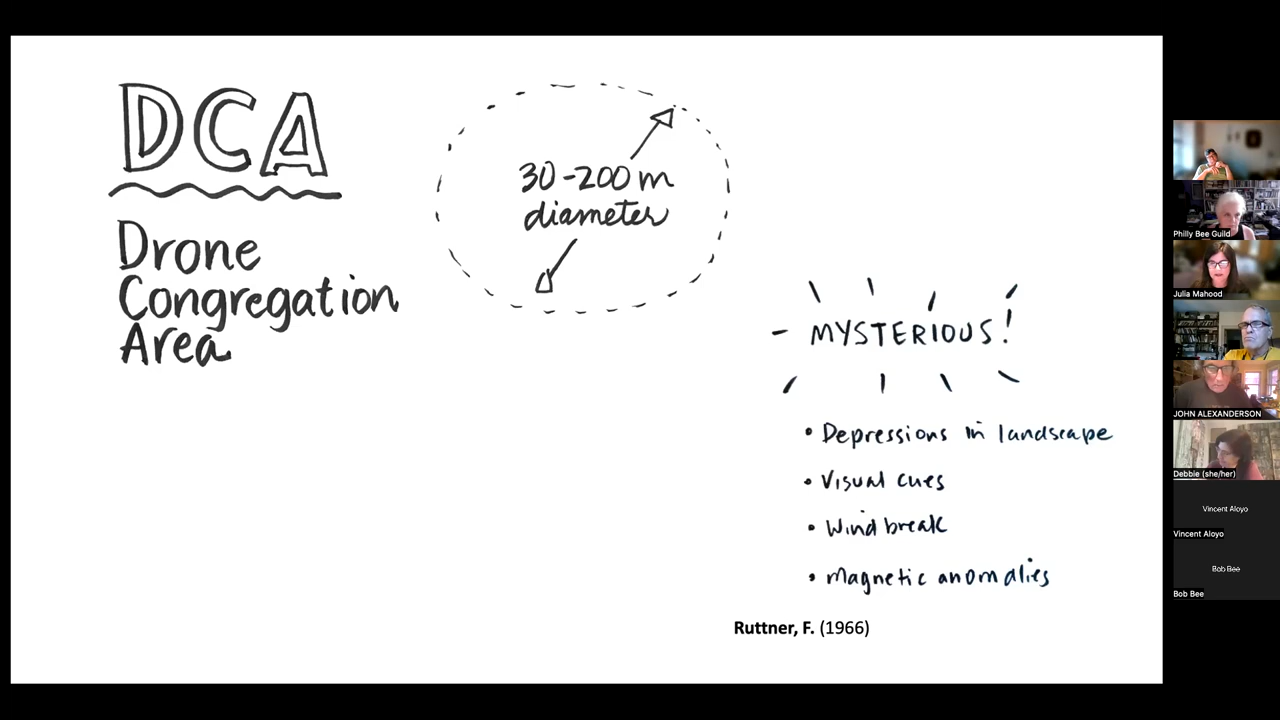 DCA
Drone
Congregation
Area
30-200 m
diameter
- MYSTERIOUS!
• Depressions in landscape
• Visual cues
• Wind break
• Magnetic anomalies
Ruttner, F. (1966)
Philly Bee Guild
Julia Mahood
JOHN ALEXANDERSON
Debbie (she/her)
Vincent Aloyo
Vincent Aloyo
Bob Bee
Bob Bee